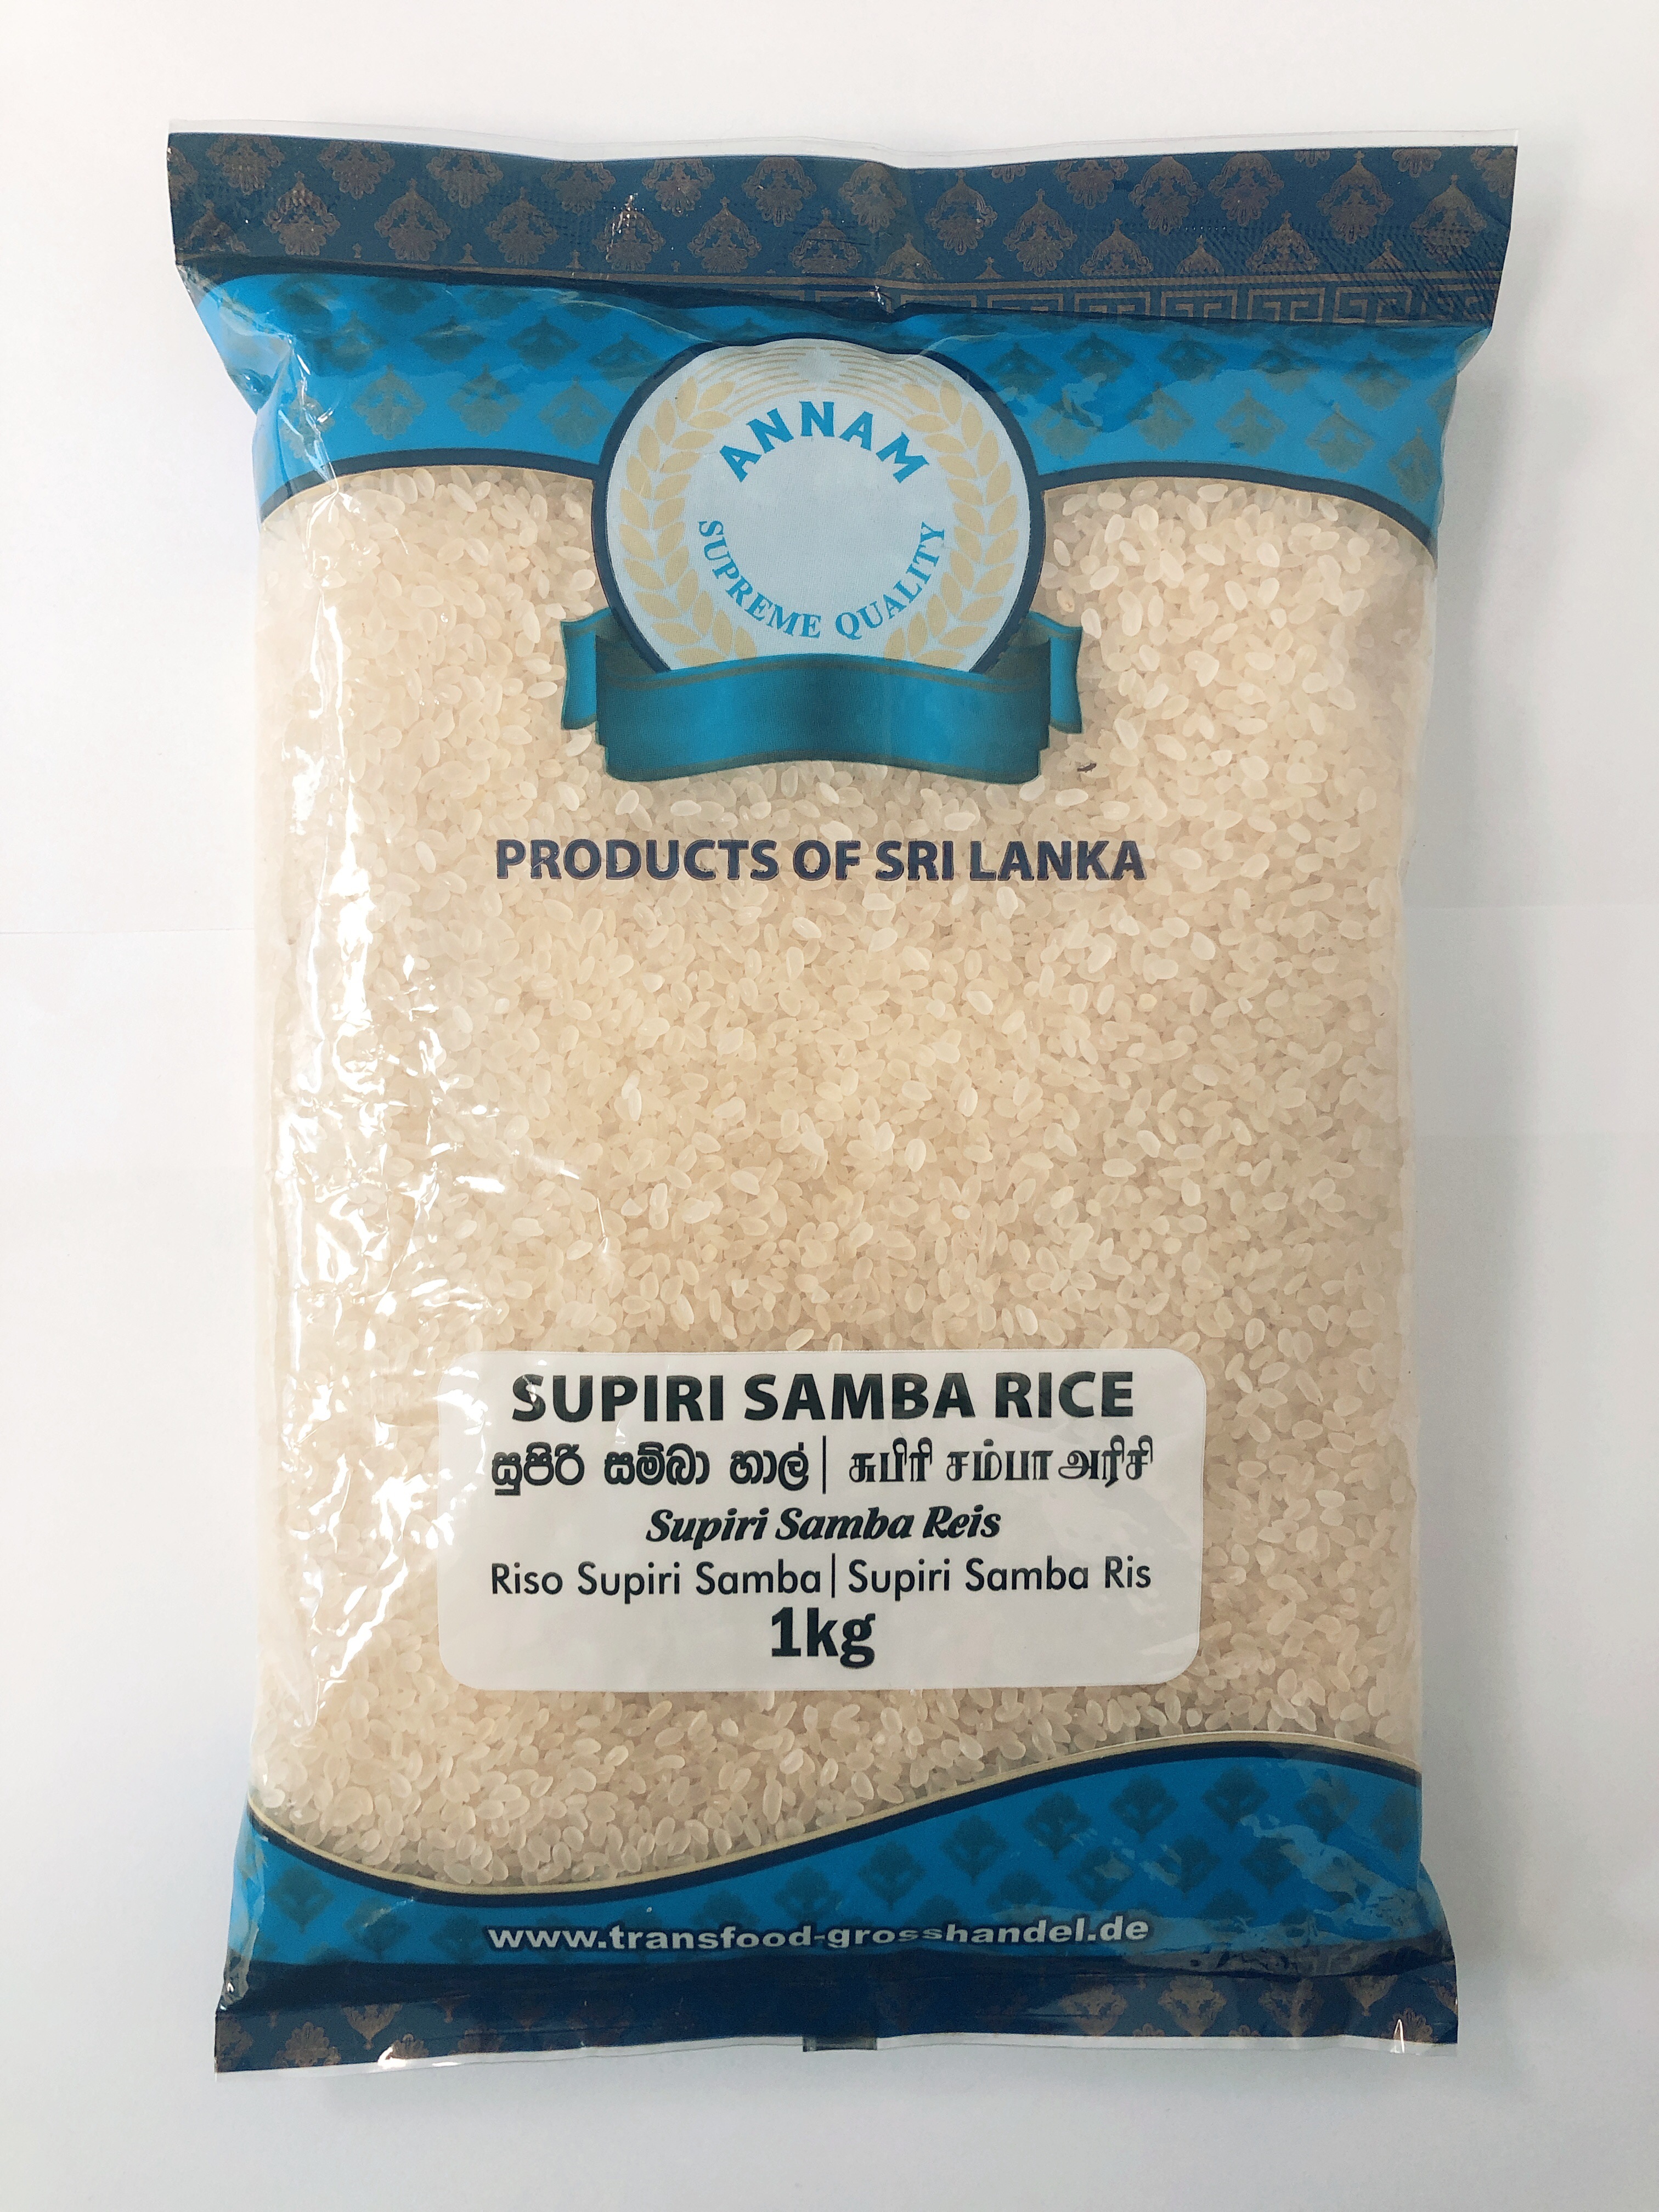 ANNAM
SUPREME QUALITY
PRODUCTS OF SRI LANKA
SUPIRI SAMBA RICE
සුපිරි සම්බා හාල් | சுபிரி சம்பா அரிசி
Supiri Samba Reis
Riso Supiri Samba | Supiri Samba Ris
1kg
www.transfood-grosshandel.de